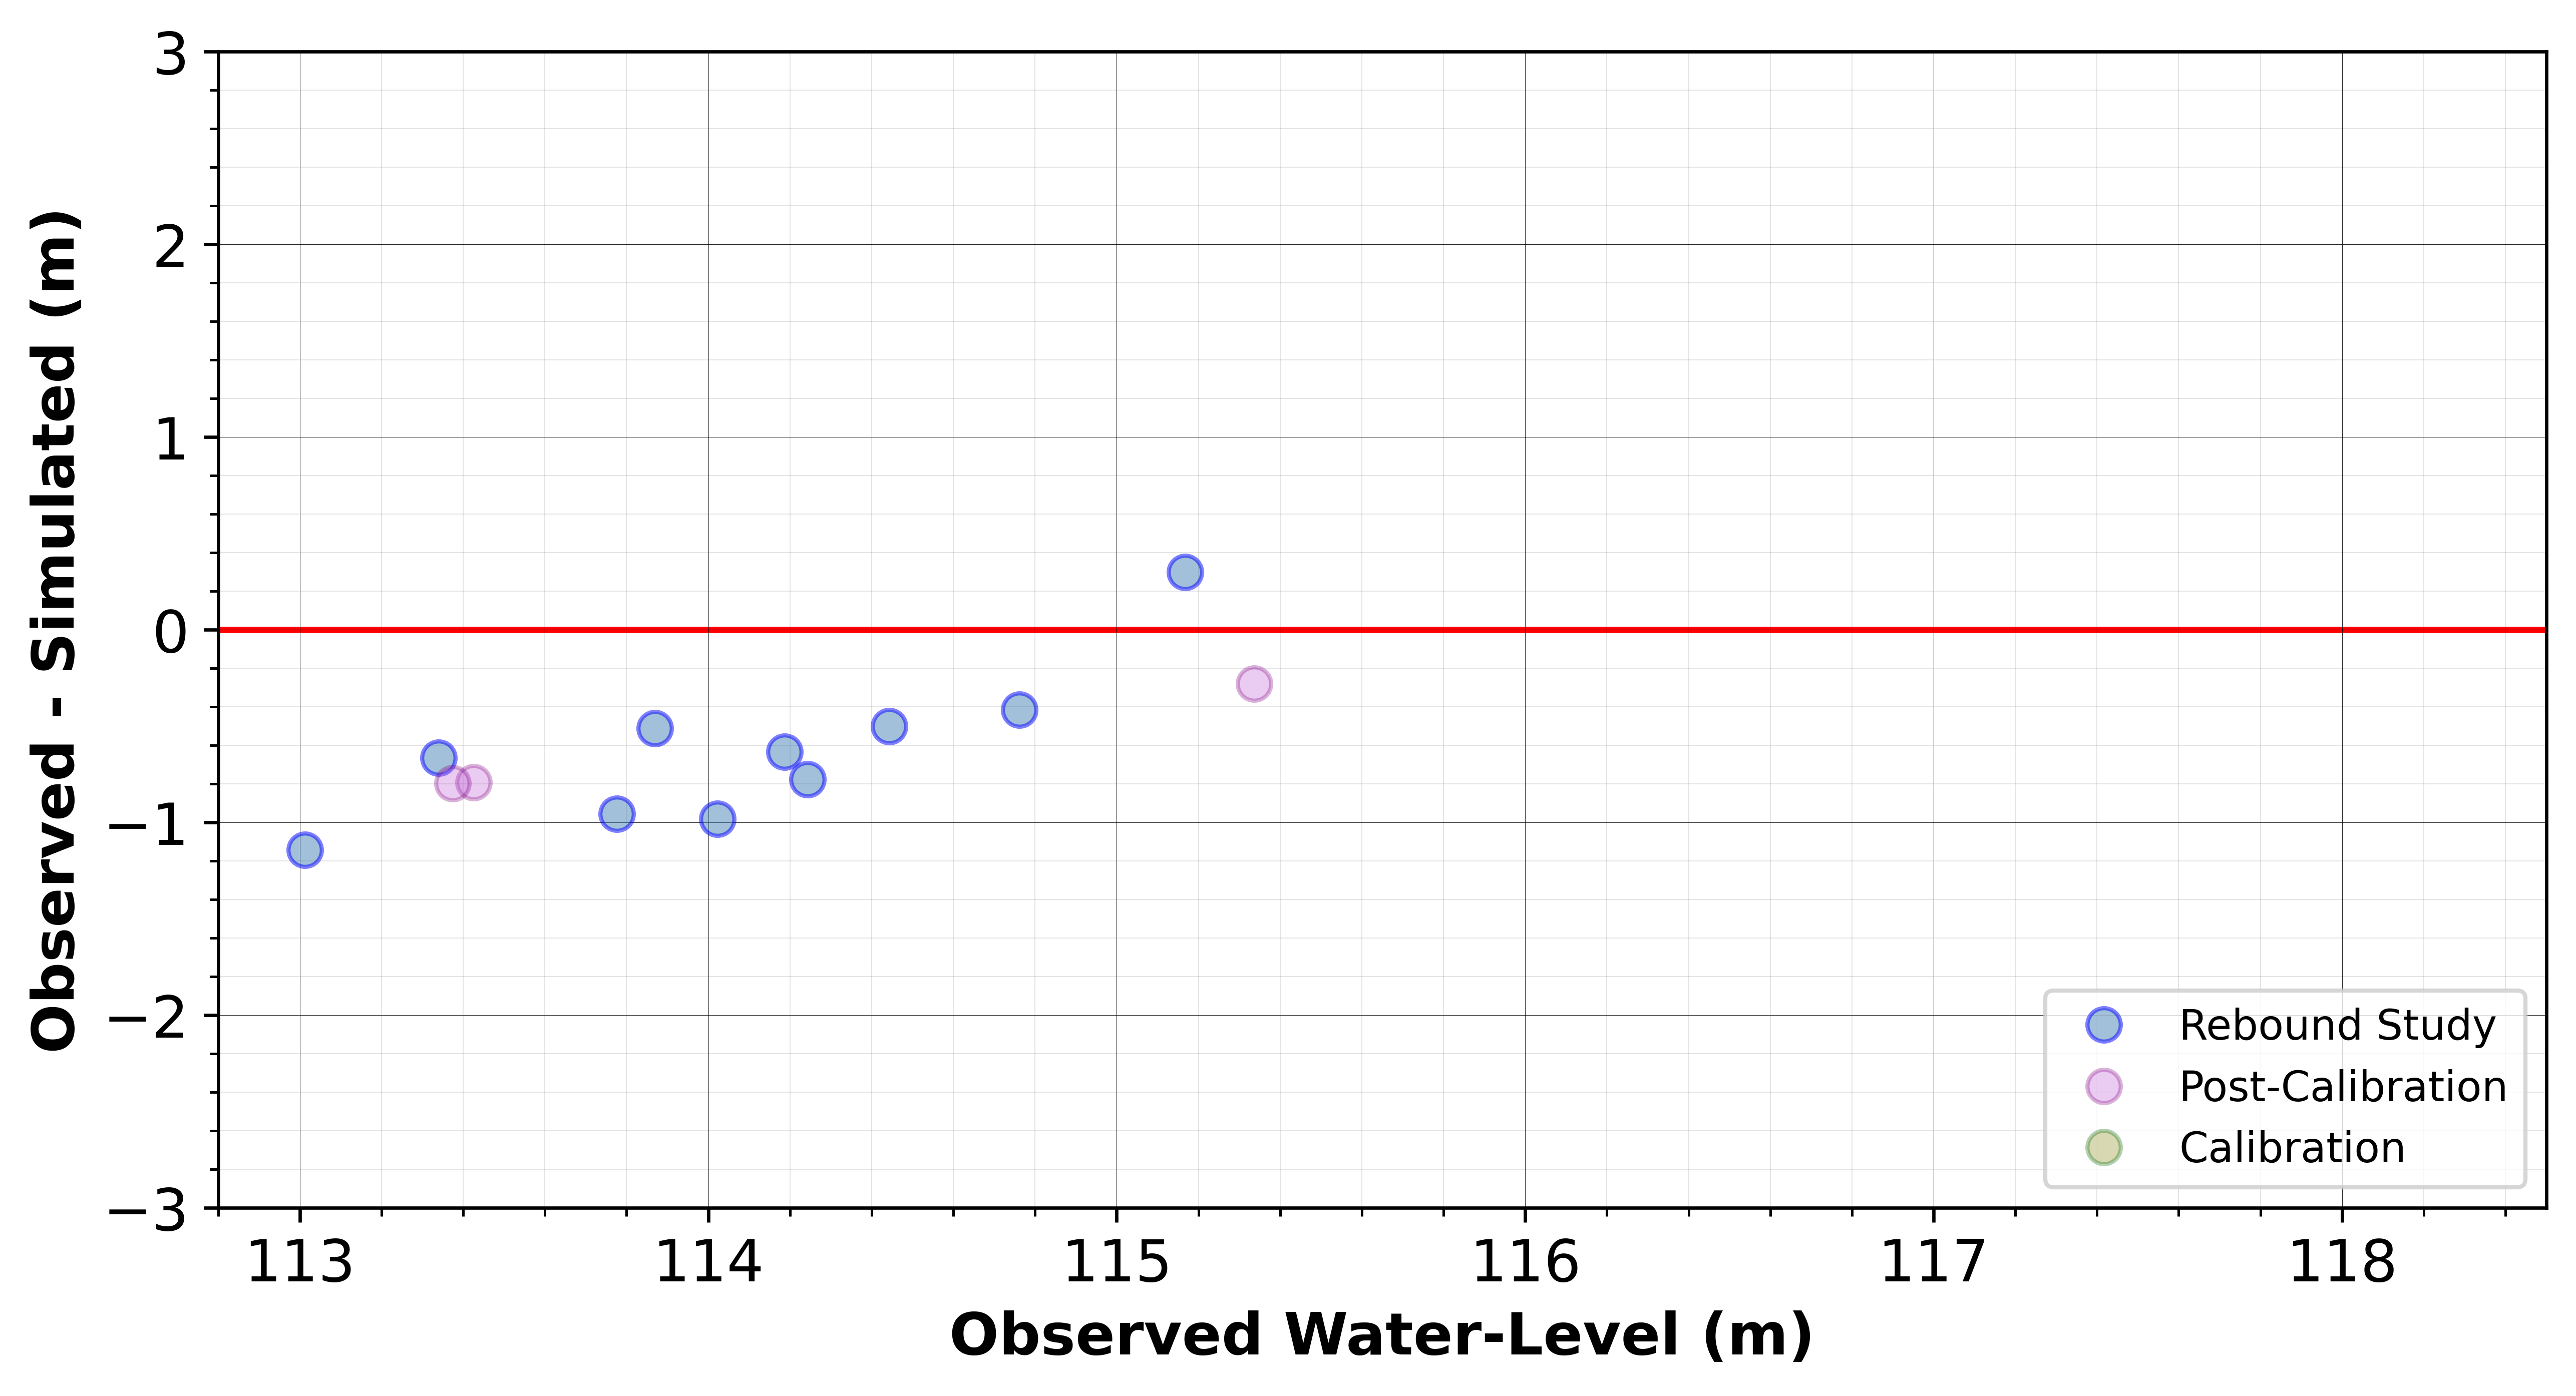 Observed - Simulated (m)
3
2
1
0
−1
−2
−3
113 114 115 116 117 118
Observed Water-Level (m)
Rebound Study
Post-Calibration
Calibration